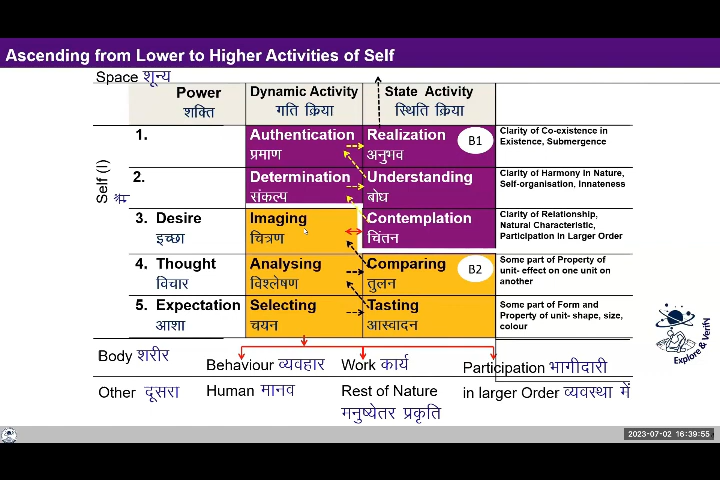 Ascending from Lower to Higher Activities of Self
Space शून्य
Power
शक्ति
Dynamic Activity
गति क्रिया
State Activity
स्थिति क्रिया
Self (I)
मैं
1.
Authentication
प्रमाण
Realization
अनुभव
B1
Clarity of Co-existence in
Existence, Submergence
2.
Determination
संकल्प
Understanding
बोध
Clarity of Harmony In Nature,
Self-organisation, Innateness
3. Desire
इच्छा
Imaging
चित्रण
Contemplation
चिंतन
Clarity of Relationship,
Natural Characteristic,
Participation in Larger Order
4. Thought
विचार
Analysing
विश्लेषण
Comparing
तुलन
B2
Some part of Property of
unit- effect on one unit on
another
5. Expectation
आशा
Selecting
चयन
Tasting
आस्वादन
Some part of Form and
Property of unit- shape, size,
colour
Body शरीर
Behaviour व्यवहार
Work कार्य
Participation भागीदारी
Other दूसरा
Human मानव
Rest of Nature
मनुष्येतर प्रकृति
in larger Order व्यवस्था में
Explore & Verify
2023-07-02 16:39:55